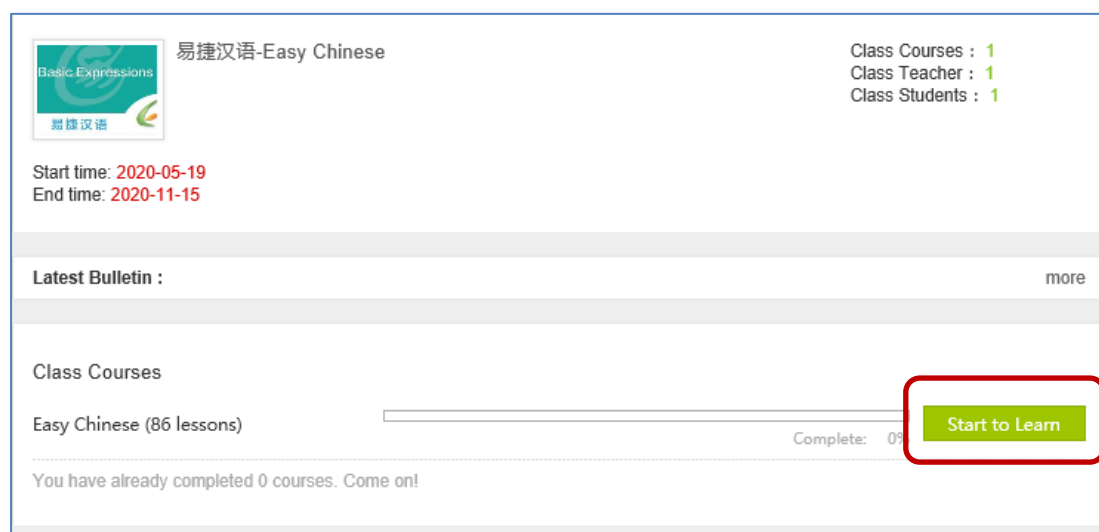 Basic Expressions
易捷汉语
易捷汉语-Easy Chinese
Class Courses： 1
Class Teacher： 1
Class Students： 1
Start time: 2020-05-19
End time: 2020-11-15
Latest Bulletin :
more
Class Courses
Easy Chinese (86 lessons)
Complete: 0%
Start to Learn
You have already completed 0 courses. Come on!